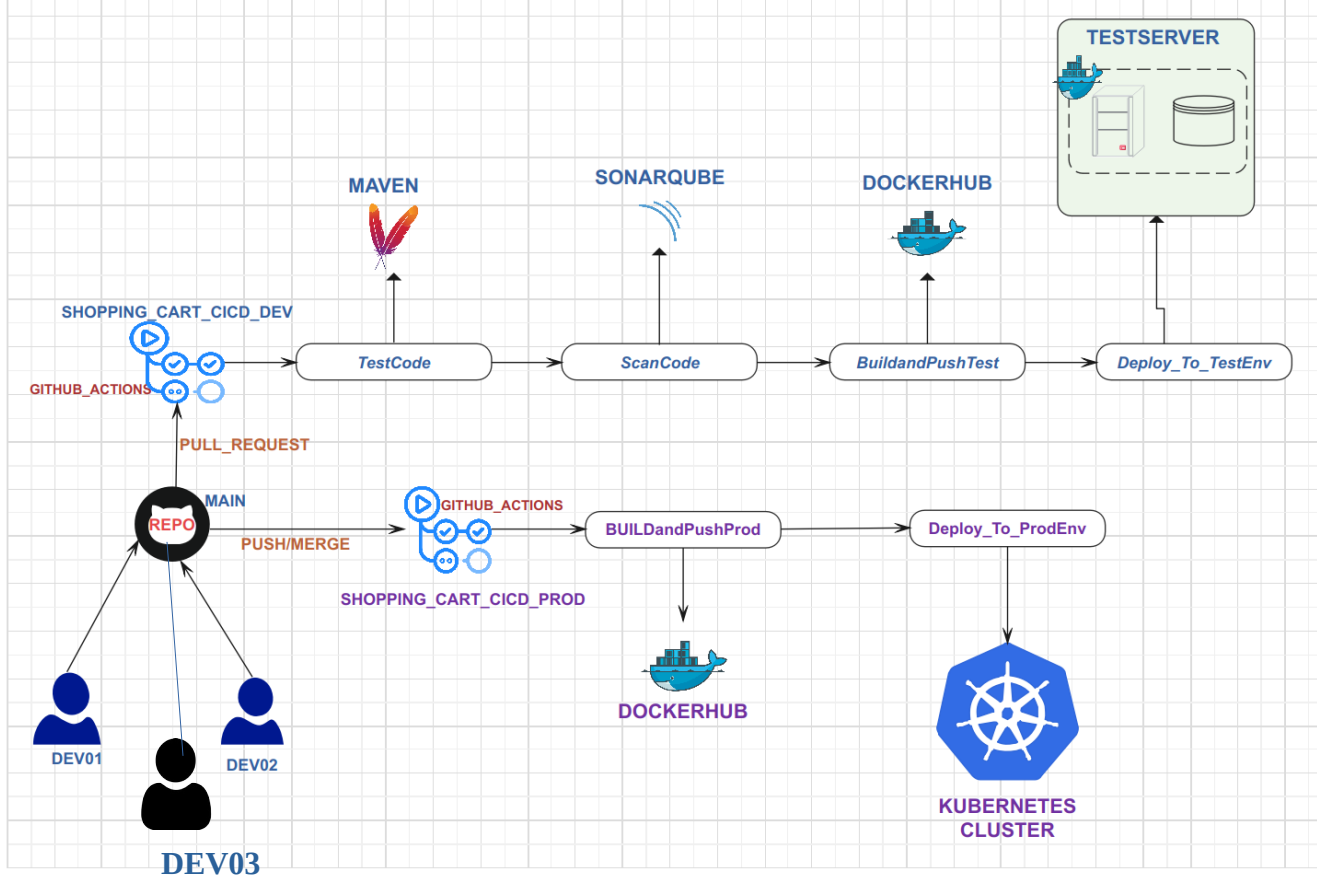 TESTSERVER
MAVEN
SONARQUBE
DOCKERHUB
SHOPPING_CART_CICD_DEV
GITHUB_ACTIONS
TestCode
ScanCode
BuildandPushTest
Deploy_To_TestEnv
PULL_REQUEST
MAIN
REPO
PUSH/MERGE
GITHUB_ACTIONS
SHOPPING_CART_CICD_PROD
BUILDandPushProd
Deploy_To_ProdEnv
DOCKERHUB
KUBERNETES
CLUSTER
DEV01
DEV02
DEV03